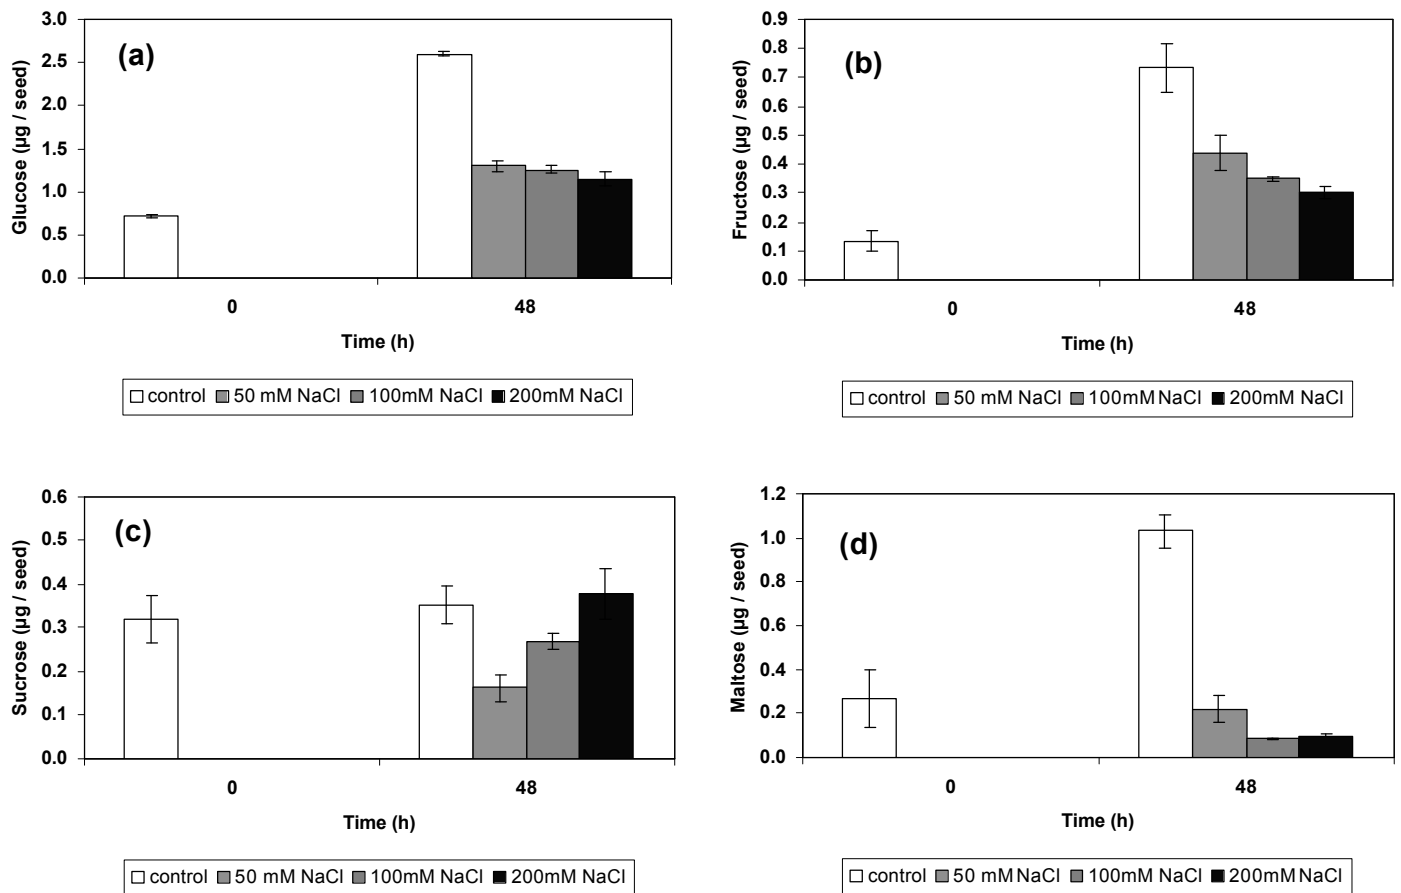 (a)
Glucose (µg / seed)
3.0
2.5
2.0
1.5
1.0
0.5
0.0
0 48
Time (h)
control 50 mM NaCl 100mM NaCl 200mM NaCl
(b)
Fructose (µg / seed)
0.9
0.8
0.7
0.6
0.5
0.4
0.3
0.2
0.1
0.0
0 48
Time (h)
control 50 mM NaCl 100mM NaCl 200mM NaCl
(c)
Sucrose (µg / seed)
0.6
0.5
0.4
0.3
0.2
0.1
0.0
0 48
Time (h)
control 50 mM NaCl 100mM NaCl 200mM NaCl
(d)
Maltose (µg / seed)
1.2
1.0
0.8
0.6
0.4
0.2
0.0
0 48
Time (h)
control 50 mM NaCl 100mM NaCl 200mM NaCl